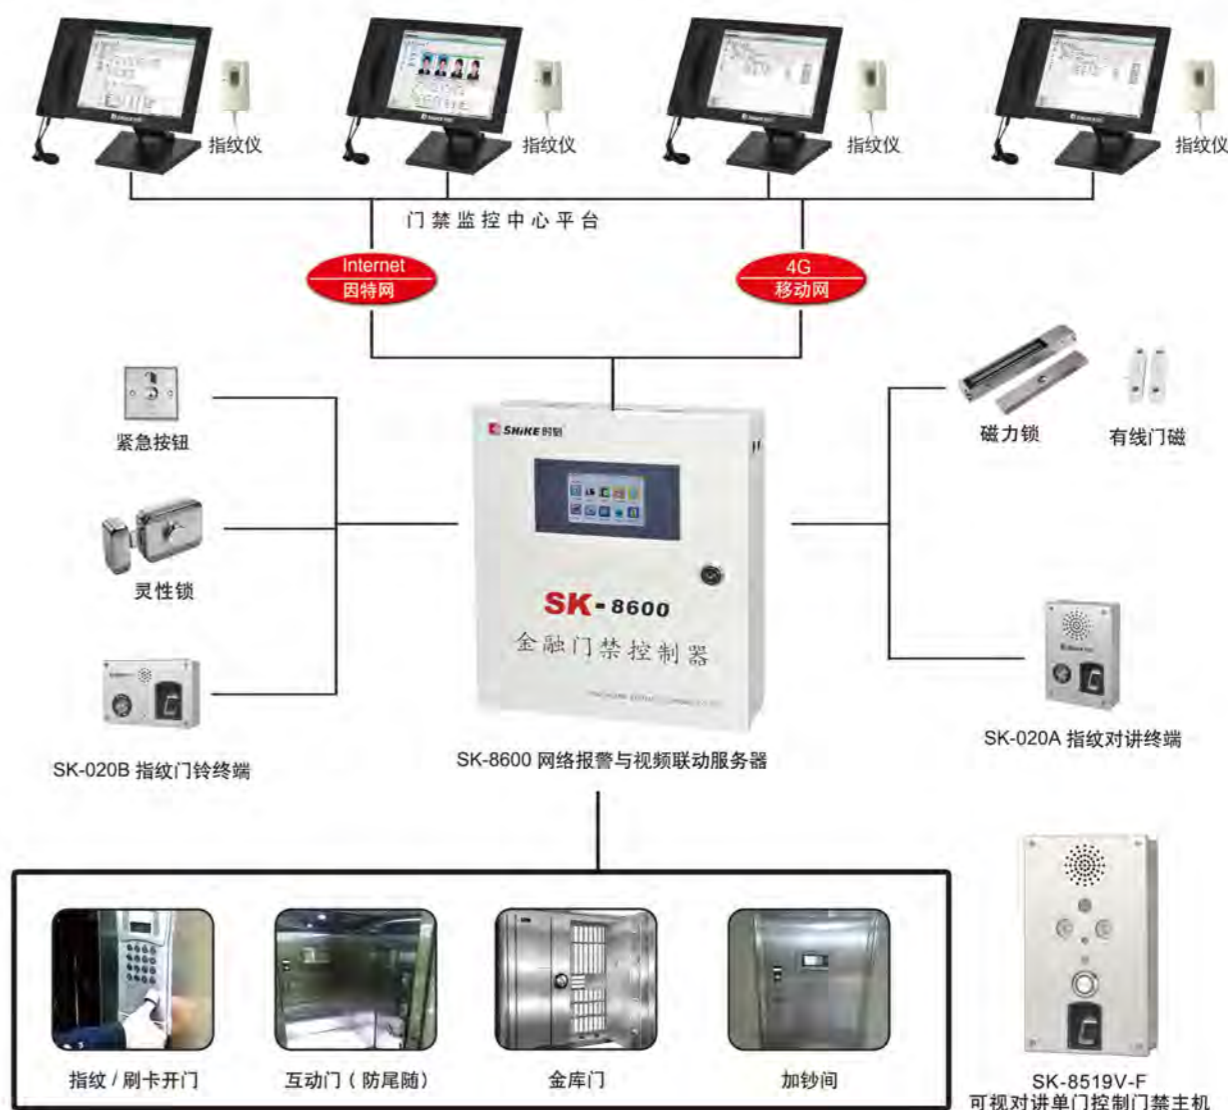 指纹仪
指纹仪
指纹仪
指纹仪
门禁监控中心平台
Internet
因特网
4G
移动网
紧急按钮
磁力锁
有线门磁
SHIKE 时刻
灵性锁
SK-8600
金融门禁控制器
SK-020B 指纹门铃终端
SK-8600 网络报警与视频联动服务器
SK-020A 指纹对讲终端
指纹 / 刷卡开门
互动门 ( 防尾随)
金库门
加钞间
SK-8519V-F
可视对讲单门控制门禁主机